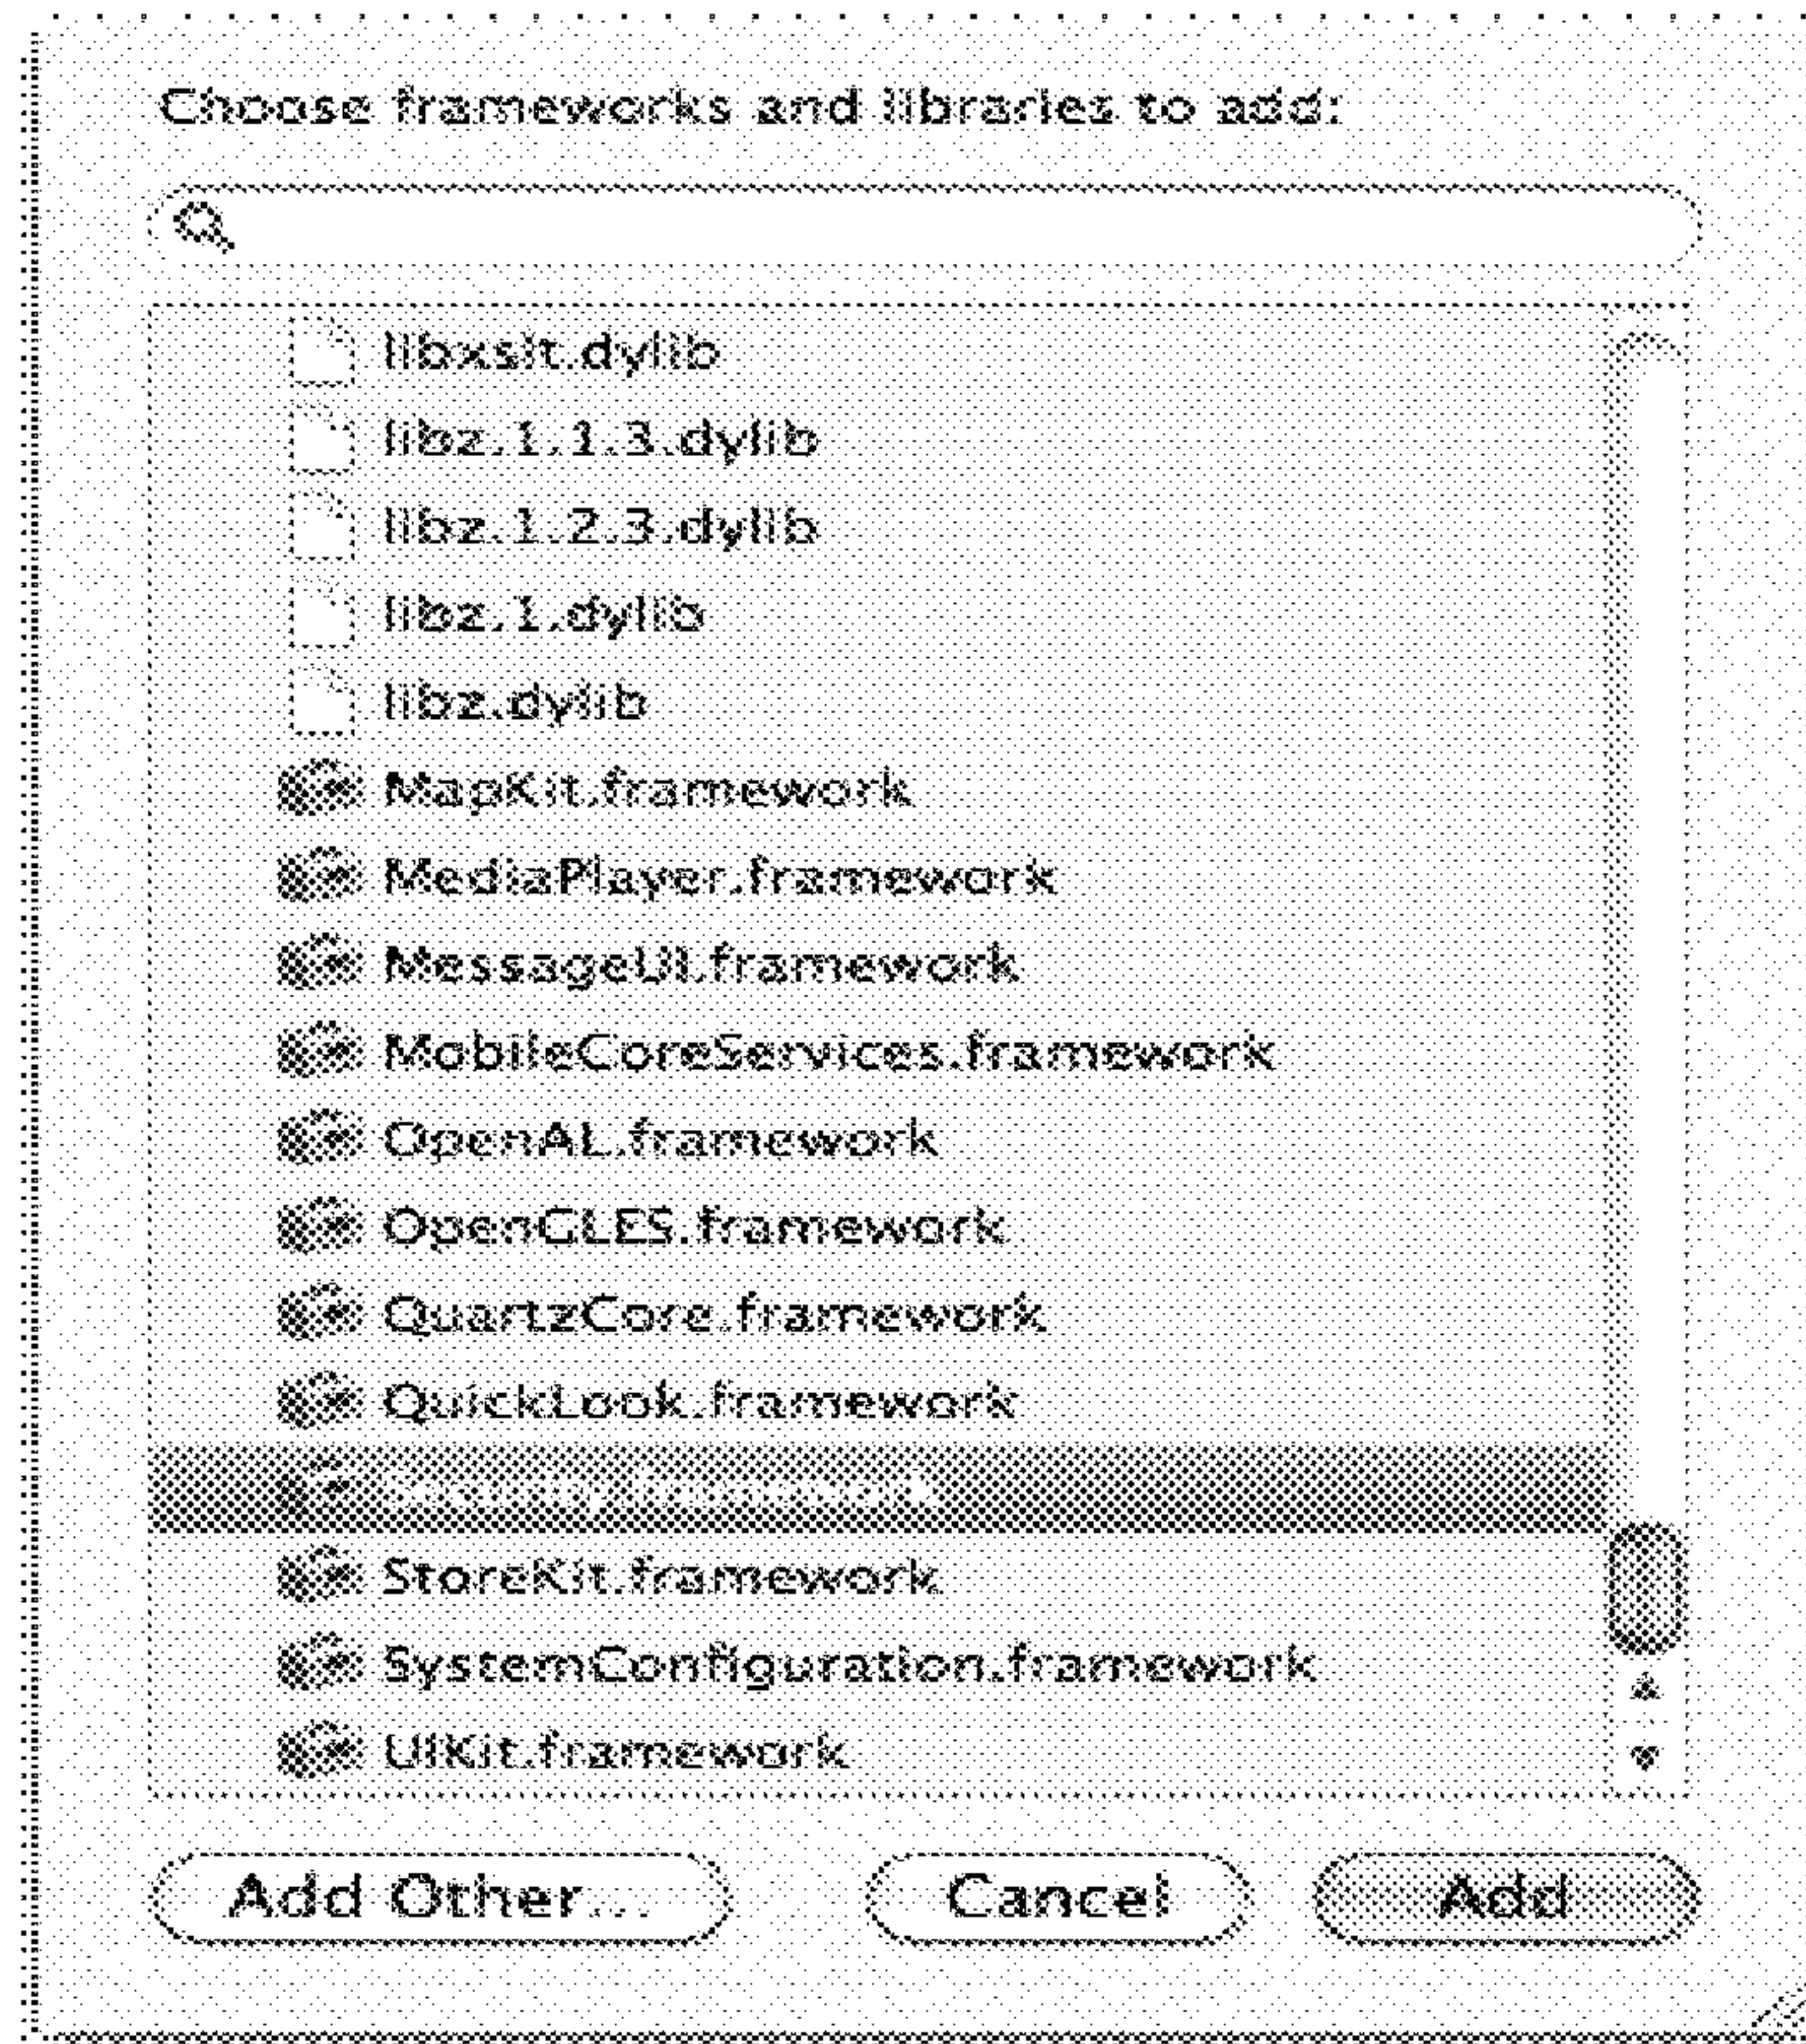 Choose frameworks and libraries to add:
libxslt.dylib
libz.1.1.3.dylib
libz.1.2.3.dylib
libz.1.dylib
libz.dylib
MapKit.framework
MediaPlayer.framework
MessageUI.framework
MobileCoreServices.framework
OpenAL.framework
OpenGLES.framework
QuartzCore.framework
QuickLook.framework
Security.framework
StoreKit.framework
SystemConfiguration.framework
UIKit.framework
Add Other... Cancel Add